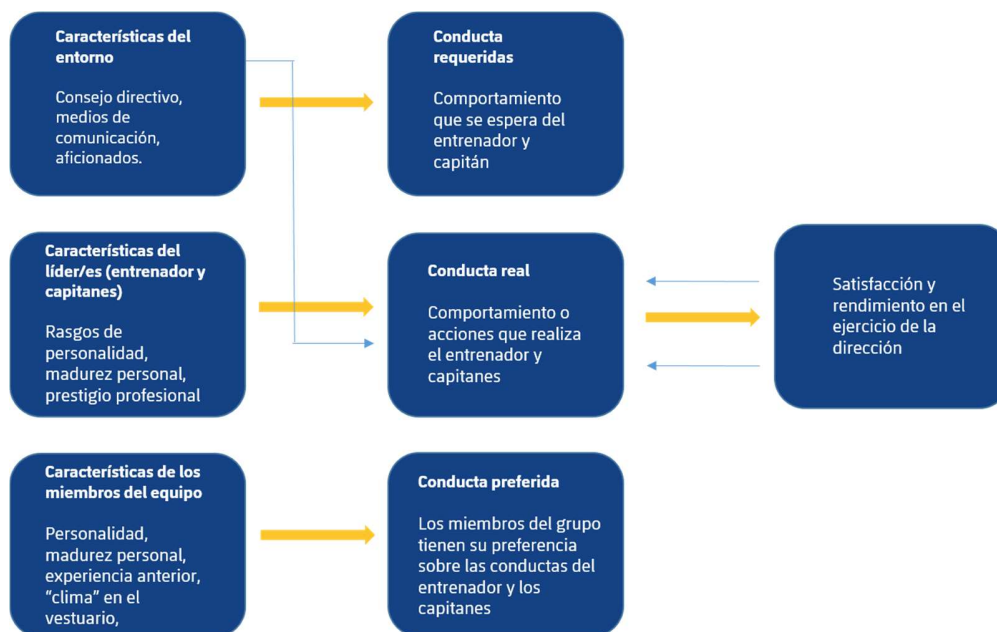 Características del
entorno
Consejo directivo,
medios de
comunicación,
aficionados.
Conducta
requeridas
Comportamiento
que se espera del
entrenador y
capitán
Características del
líder/es (entrenador y
capitanes)
Rasgos de
personalidad,
madurez personal,
prestigio profesional
Conducta real
Comportamiento o
acciones que realiza
el entrenador y
capitanes
Satisfacción y
rendimiento en el
ejercicio de la
dirección
Características de los
miembros del equipo
Personalidad,
madurez personal,
experiencia anterior,
“clima” en el
vestuario,
Conducta preferida
Los miembros del grupo
tienen su preferencia
sobre las conductas del
entrenador y los
capitanes